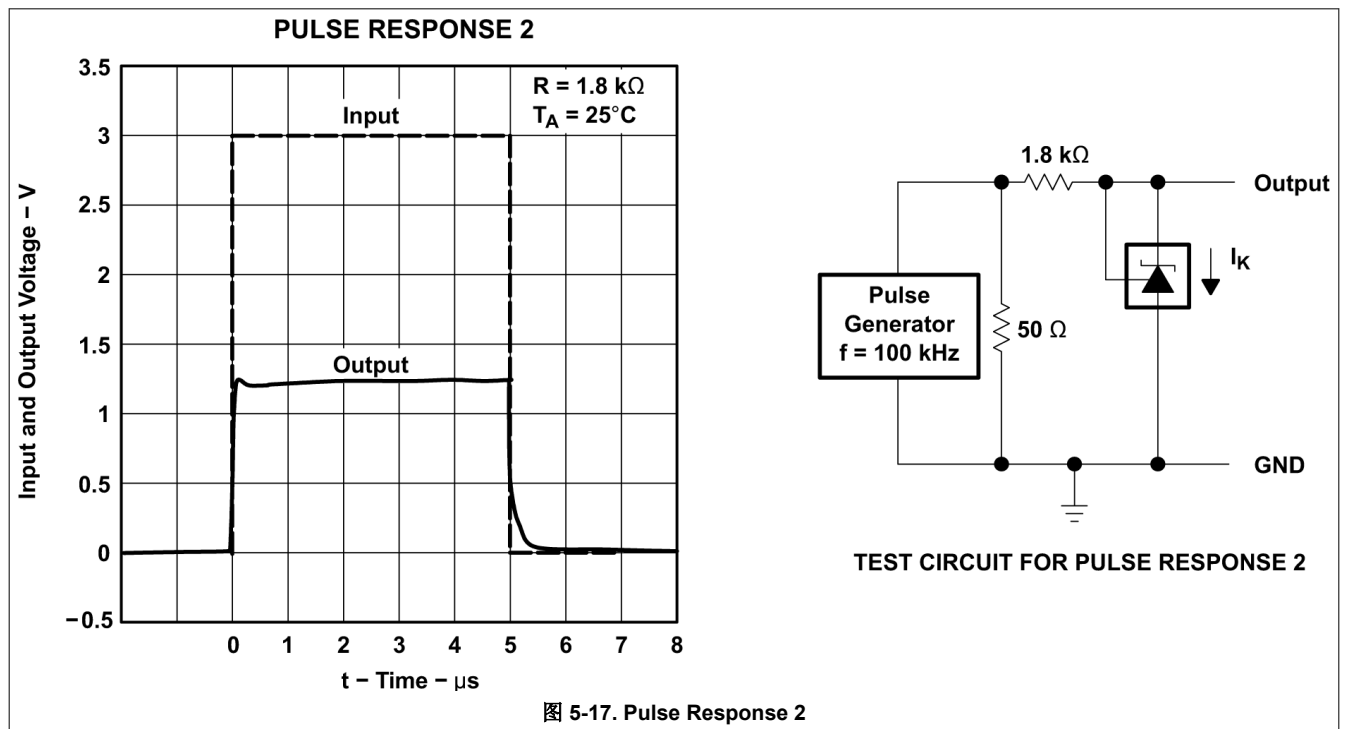 PULSE RESPONSE 2
3.5
3
2.5
2
1.5
1
0.5
0
−0.5
Input and Output Voltage − V
R = 1.8 kΩ
TA = 25°C
Input
Output
0 1 2 3 4 5 6 7 8
t − Time − μs
1.8 kΩ
Output
IK
Pulse
Generator
f = 100 kHz
50 Ω
GND
TEST CIRCUIT FOR PULSE RESPONSE 2
图 5-17. Pulse Response 2